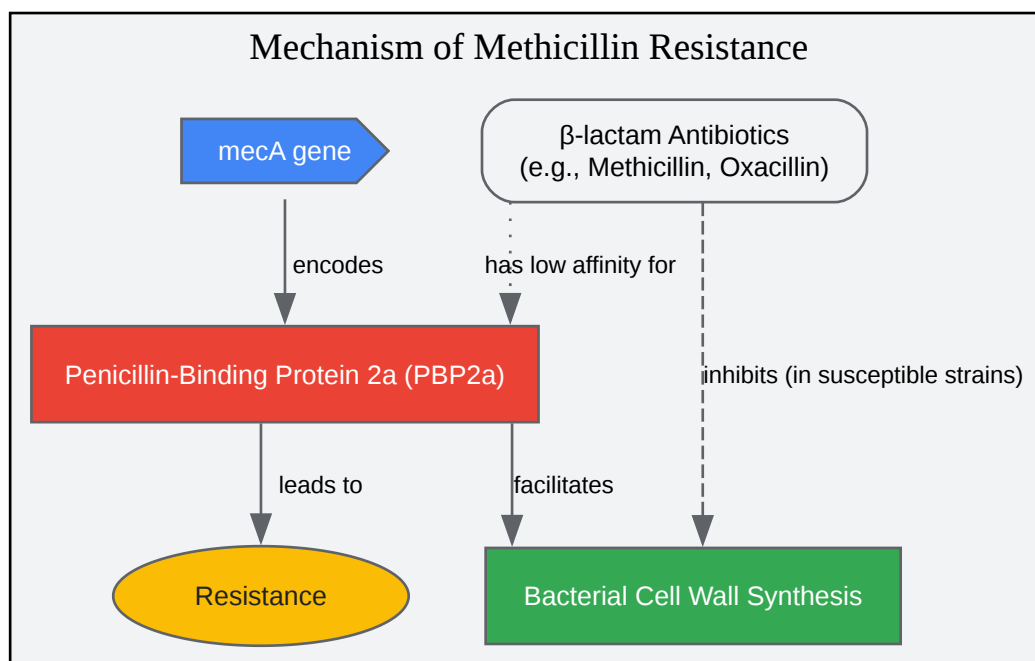 Mechanism of Methicillin Resistance
mecA gene
β-lactam Antibiotics
(e.g., Methicillin, Oxacillin)
encodes
has low affinity for
Penicillin-Binding Protein 2a (PBP2a)
inhibits (in susceptible strains)
leads to
facilitates
Resistance
Bacterial Cell Wall Synthesis